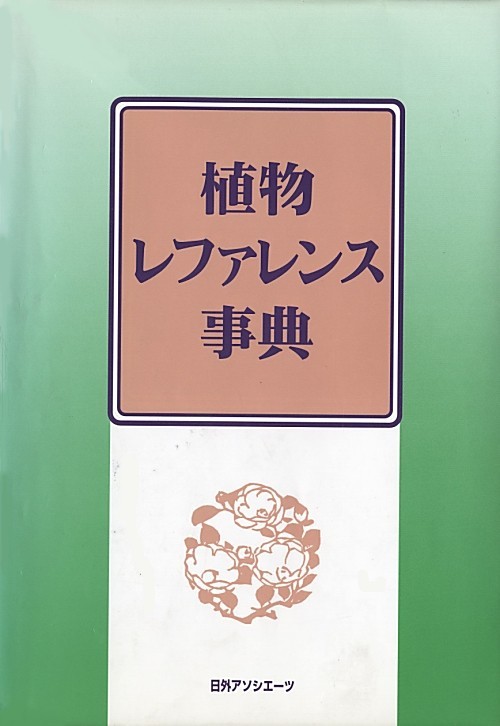 植物
レファレンス
事典
日外アソシエーツ